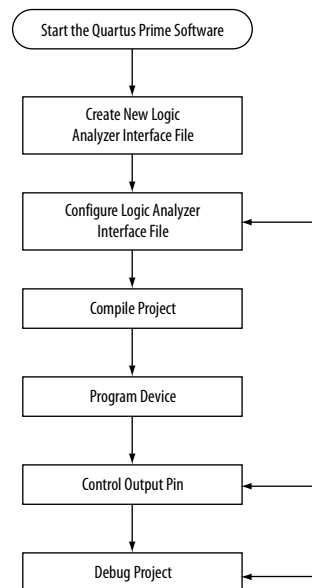 Start the Quartus Prime Software
Create New Logic
Analyzer Interface File
Configure Logic Analyzer
Interface File
Compile Project
Program Device
Control Output Pin
Debug Project